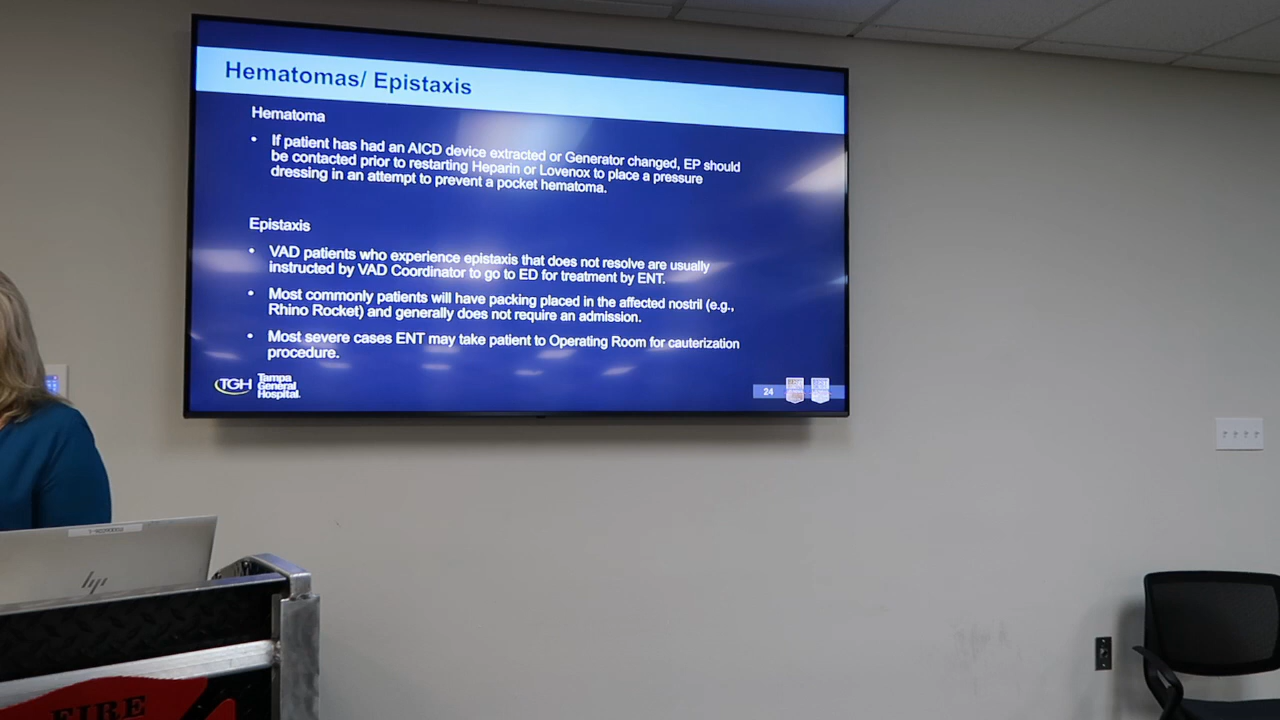 Hematomas/ Epistaxis
Hematoma
• If patient has had an AICD device extracted or Generator changed, EP should
be contacted prior to restarting Heparin or Lovenox to place a pressure
dressing in an attempt to prevent a pocket hematoma.
Epistaxis
• VAD patients who experience epistaxis that does not resolve are usually
instructed by VAD Coordinator to go to ED for treatment by ENT.
• Most commonly patients will have packing placed in the affected nostril (e.g.,
Rhino Rocket) and generally does not require an admission.
• Most severe cases ENT may take patient to Operating Room for cauterization
procedure.
TGH
Tampa
General
Hospital.
24
hp
FIRE